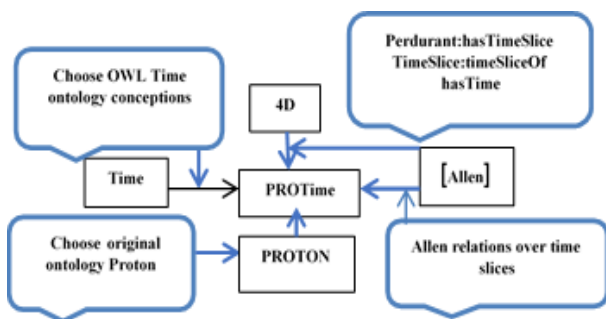 Choose OWL Time
ontology conceptions
Perdurant:hasTimeSlice
TimeSlice:timeSliceOf
hasTime
4D
Time
PROTime
[Allen]
Choose original
ontology Proton
PROTON
Allen relations over time
slices